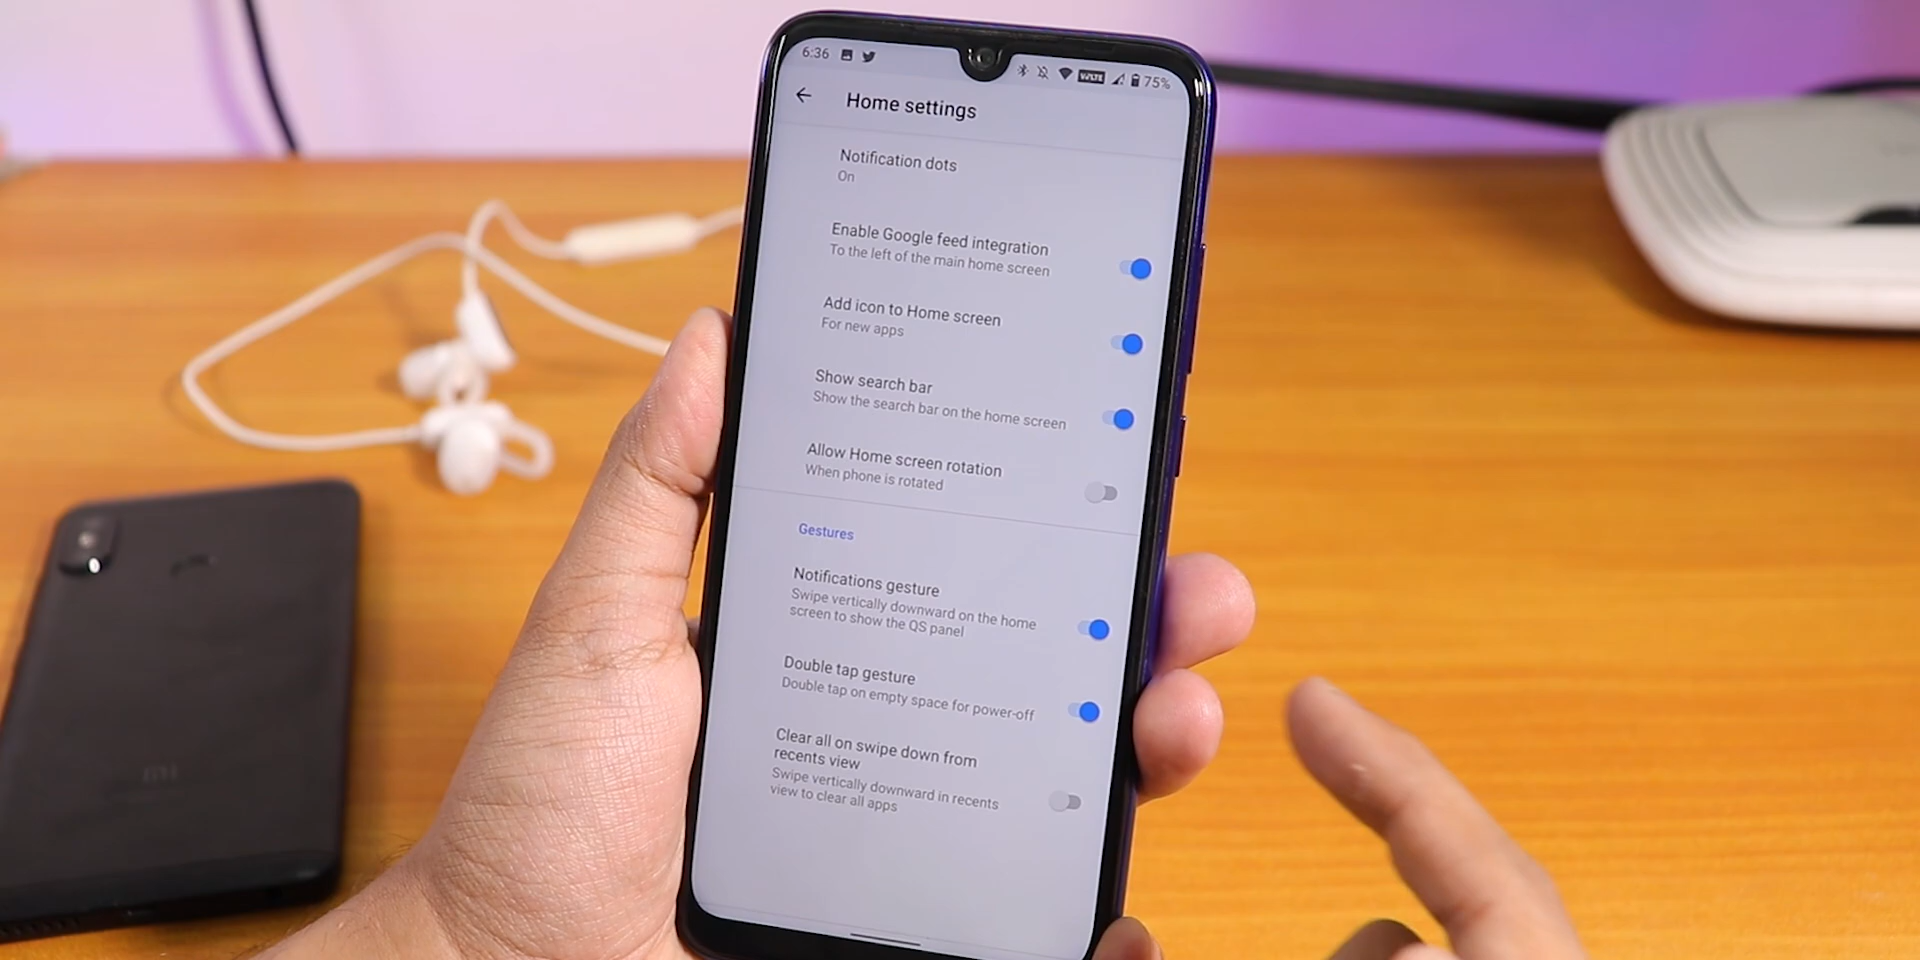 6:36
VoLTE
75%
Home settings
Notification dots
On
Enable Google feed integration
To the left of the main home screen
Add icon to Home screen
For new apps
Show search bar
Show the search bar on the home screen
Allow Home screen rotation
When phone is rotated
Gestures
Notifications gesture
Swipe vertically downward on the home
screen to show the QS panel
Double tap gesture
Double tap on empty space for power-off
Clear all on swipe down from
recents view
Swipe vertically downward in recents
view to clear all apps
MI